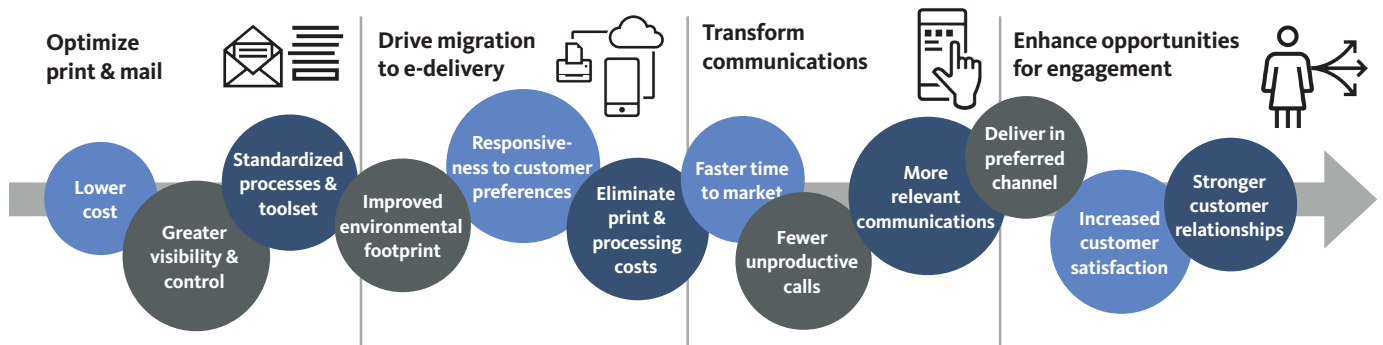 Optimize
print & mail
Drive migration
to e-delivery
Transform
communications
Enhance opportunities
for engagement
Lower
cost
Greater
visibility &
control
Standardized
processes &
toolset
Improved
environmental
footprint
Responsive-
ness to customer
preferences
Eliminate
print &
processing
costs
Faster time
to market
Fewer
unproductive
calls
More
relevant
communications
Deliver in
preferred
channel
Increased
customer
satisfaction
Stronger
customer
relationships